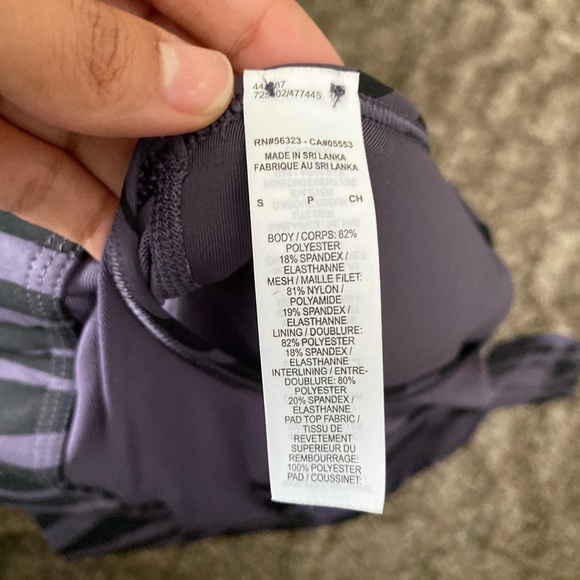 RN#56323 - CA#05553
MADE IN SRI LANKA
FABRIQUE AU SRI LANKA
S P CH
BODY / CORPS: 82%
POLYESTER
18% SPANDEX /
ELASTHANNE
MESH / MAILLE FILET:
81% NYLON /
POLYAMIDE
19% SPANDEX /
ELASTHANNE
LINING / DOUBLURE:
82% POLYESTER
18% SPANDEX /
ELASTHANNE
INTERLINING / ENTRE-
DOUBLURE: 80%
POLYESTER
20% SPANDEX /
ELASTHANNE
PAD TOP FABRIC /
TISSU DE
REVETEMENT
SUPERIEUR DU
REMBOURRAGE:
100% POLYESTER
PAD / COUSSINET: